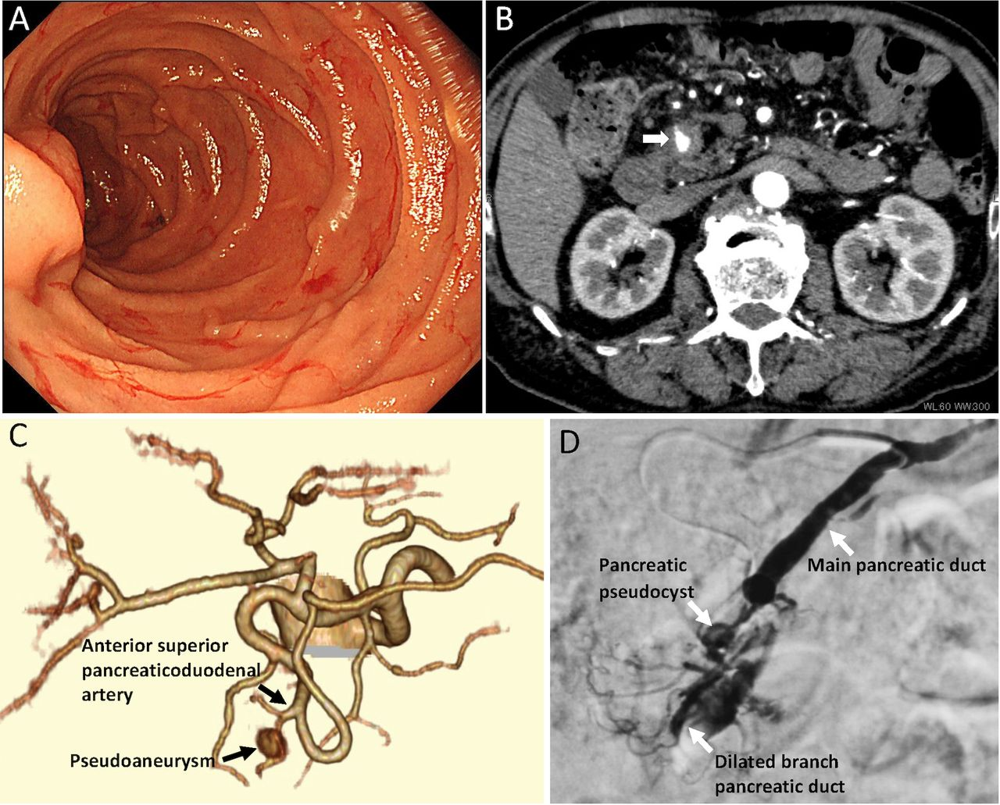 A
B
R
L
WL:60 WW:300
C
Anterior superior
pancreaticoduodenal
artery
Pseudoaneurysm
D
Pancreatic
pseudocyst
Main pancreatic duct
Dilated branch
pancreatic duct